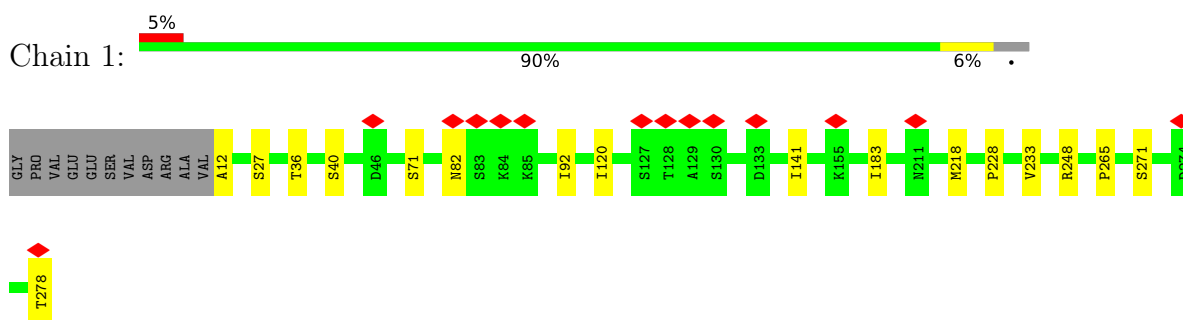 5%
Chain 1:
90% 6% •
GLY PRO VAL GLU GLU SER VAL ASP ARG ALA VAL A12 S27 T36 S40 D46 S71 N82 S83 K84 K85 I92 I120 S127 T128 A129 S130 D133 I141 K155 I183 N211 M218 P228 V233 R248 P265 S271
T278